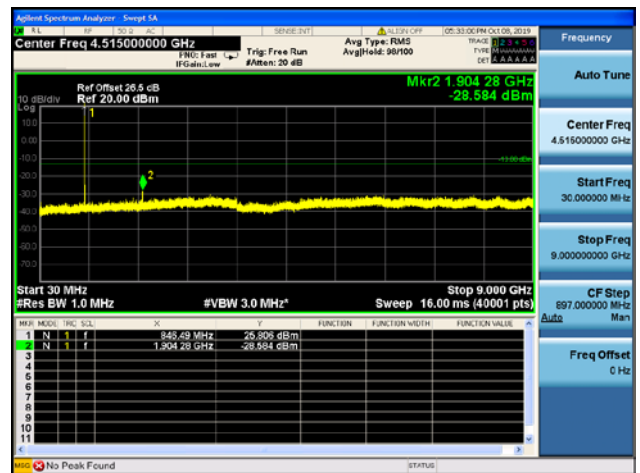 Agilent Spectrum Analyzer - Swept SA
RL RF 50 Ω AC SENSE:INT ALIGN OFF 05:33:00 PM Oct 08, 2019
Center Freq 4.515000000 GHz
PNO: Fast
IFGain:Low
Trig: Free Run
#Atten: 20 dB
Avg Type: RMS
Avg|Hold: 98/100
TRACE 1 2 3 4 5 6
TYPE
DET A A A A A A
Mkr2 1.904 28 GHz
-28.584 dBm
Ref Offset 26.5 dB
Ref 20.00 dBm
10 dB/div
Log
10.0
0.00
-10.0
-20.0
-30.0
-40.0
-50.0
-60.0
-70.0
1
2
-13.00 dBm
Start 30 MHz
Stop 9.000 GHz
#Res BW 1.0 MHz
#VBW 3.0 MHz*
Sweep 16.00 ms (40001 pts)
MKR MODE TRC SCL X Y FUNCTION FUNCTION WIDTH FUNCTION VALUE
1 N 1 f 846.49 MHz 25.806 dBm
2 N 1 f 1.904 28 GHz -28.584 dBm
3
4
5
6
7
8
9
10
11
MSG No Peak Found
STATUS
Frequency
Auto Tune
Center Freq
4.515000000 GHz
Start Freq
30.000000 MHz
Stop Freq
9.000000000 GHz
CF Step
897.000000 MHz
Auto Man
Freq Offset
0 Hz